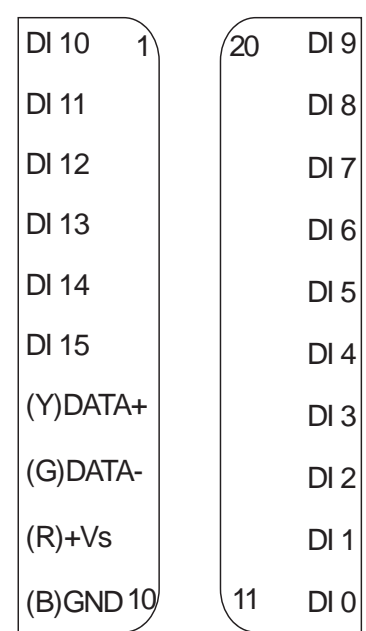 DI 10 1
DI 11
DI 12
DI 13
DI 14
DI 15
(Y)DATA+
(G)DATA-
(R)+Vs
(B)GND 10
20 DI 9
DI 8
DI 7
DI 6
DI 5
DI 4
DI 3
DI 2
DI 1
11 DI 0